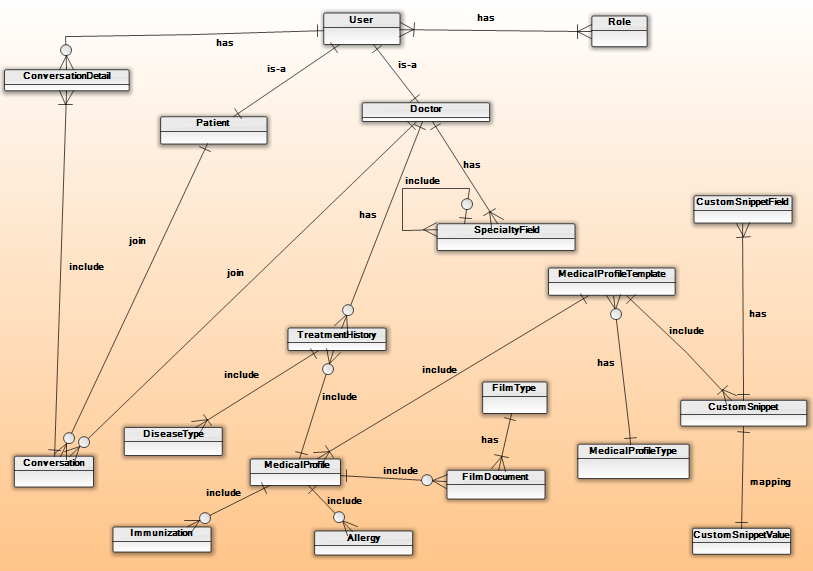 User
has
Role
has
ConversationDetail
is-a
is-a
Doctor
Patient
has
include
CustomSnippetField
has
SpecialtyField
join
include
join
MedicalProfileTemplate
has
TreatmentHistory
include
has
include
include
include
FilmType
CustomSnippet
DiseaseType
has
MedicalProfileType
Conversation
MedicalProfile
include
FilmDocument
mapping
include
include
Immunization
Allergy
CustomSnippetValue